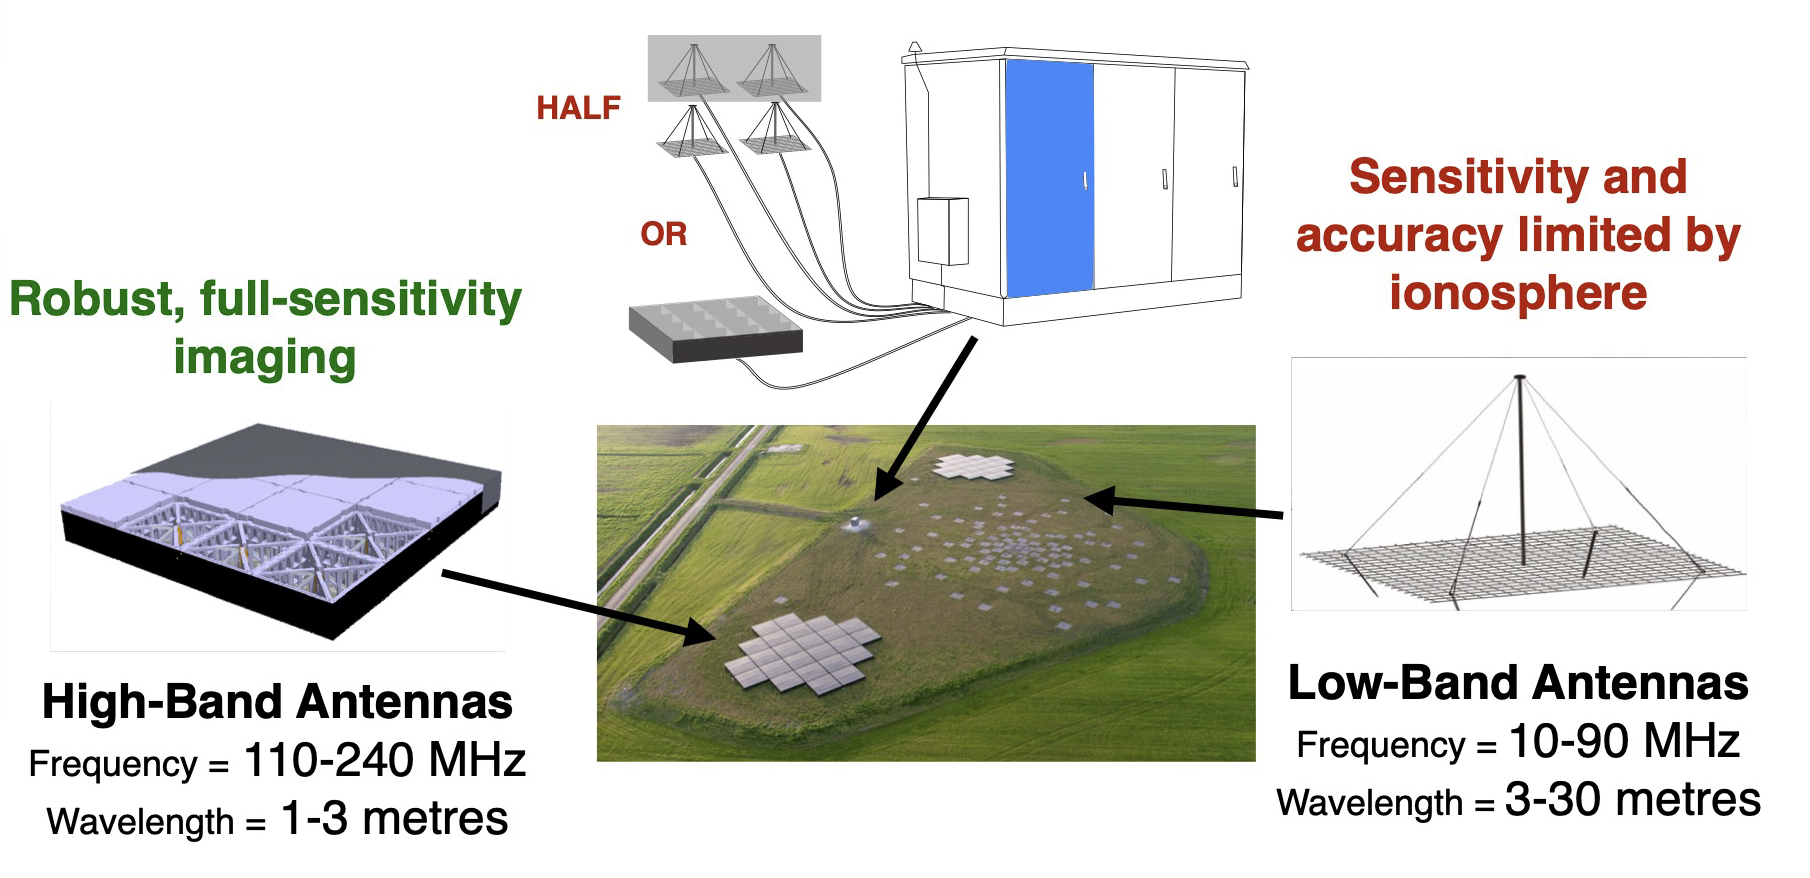 HALF
OR
Sensitivity and
accuracy limited by
ionosphere
Robust, full-sensitivity
imaging
High-Band Antennas
Frequency = 110-240 MHz
Wavelength = 1-3 metres
Low-Band Antennas
Frequency = 10-90 MHz
Wavelength = 3-30 metres